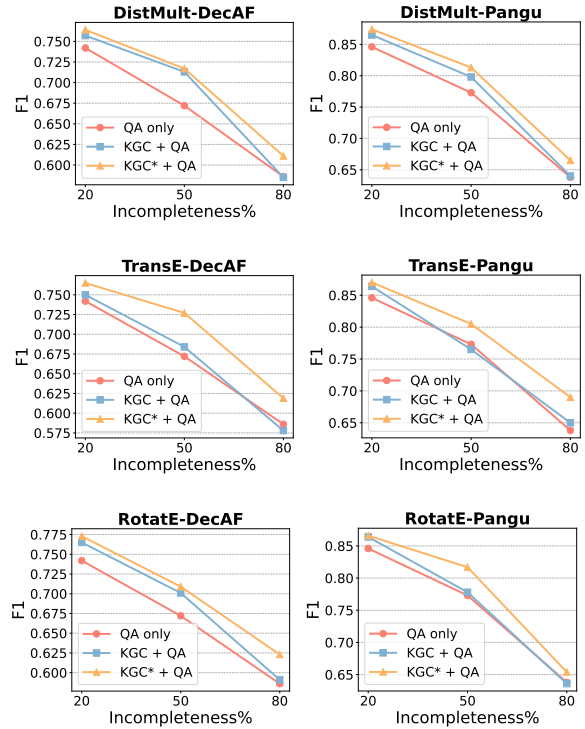 DistMult-DecAF
0.750
0.725
0.700
0.675
0.650
0.625
0.600
F1
QA only
KGC + QA
KGC* + QA
20
50
80
Incompleteness%
DistMult-Pangu
0.85
0.80
0.75
0.70
0.65
F1
QA only
KGC + QA
KGC* + QA
20
50
80
Incompleteness%
TransE-DecAF
0.750
0.725
0.700
0.675
0.650
0.625
0.600
0.575
F1
QA only
KGC + QA
KGC* + QA
20
50
80
Incompleteness%
TransE-Pangu
0.85
0.80
0.75
0.70
0.65
F1
QA only
KGC + QA
KGC* + QA
20
50
80
Incompleteness%
RotatE-DecAF
0.775
0.750
0.725
0.700
0.675
0.650
0.625
0.600
F1
QA only
KGC + QA
KGC* + QA
20
50
80
Incompleteness%
RotatE-Pangu
0.85
0.80
0.75
0.70
0.65
F1
QA only
KGC + QA
KGC* + QA
20
50
80
Incompleteness%